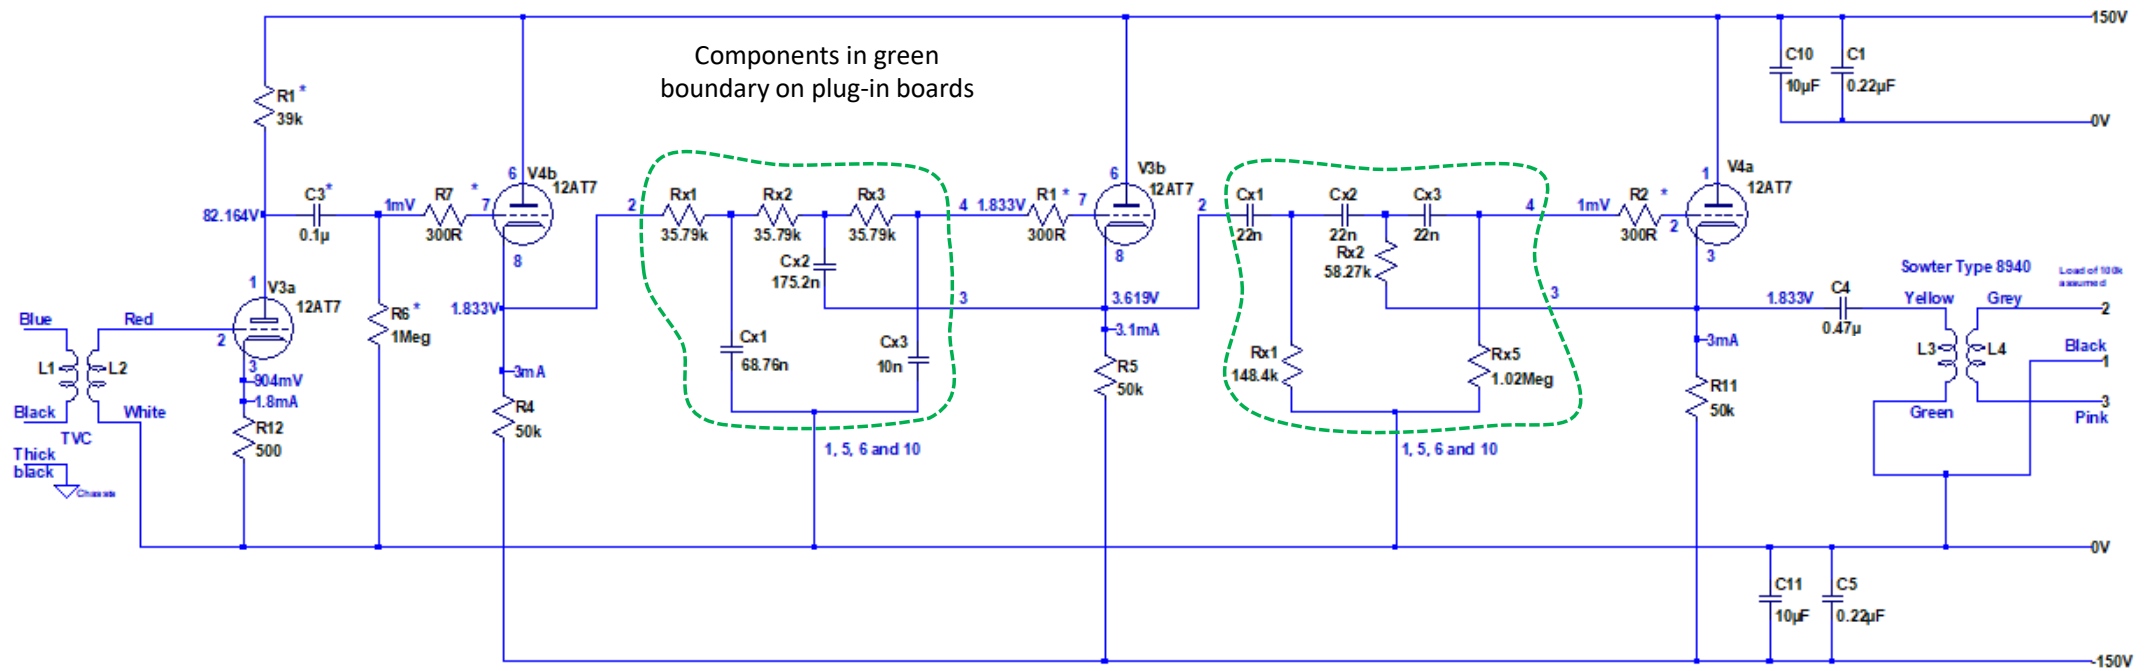 150V
Components in green
boundary on plug-in boards
C10
10µF
C1
0.22µF
0V
R1 *
39k
82.164V
C3*
0.1µ
1mV
R7 *
300R
6
V4b
12AT7
7
8
2
Rx1
35.79k
Rx2
35.79k
Rx3
35.79k
Cx2
175.2n
Cx1
68.76n
Cx3
10n
4
1.833V
R1 *
300R
6
V3b
12AT7
7
8
2
Cx1
22n
Cx2
22n
Cx3
22n
Rx2
58.27k
Rx1
148.4k
Rx5
1.02Meg
4
1mV
R2 *
300R
1
V4a
12AT7
2
3
1
V3a
12AT7
2
3
904mV
1.8mA
R12
500
R6*
1Meg
1.833V
3mA
R4
50k
3
3.619V
3.1mA
R5
50k
3
1.833V
3mA
R11
50k
C4
0.47µ
Sowter Type 8940
Load of 100k
assumed
Yellow
Grey
2
L3
L4
Black
1
Green
3
Pink
Blue
Red
L1
L2
Black
White
TVC
Thick
black
Chassis
1, 5, 6 and 10
1, 5, 6 and 10
0V
C11
10µF
C5
0.22µF
-150V